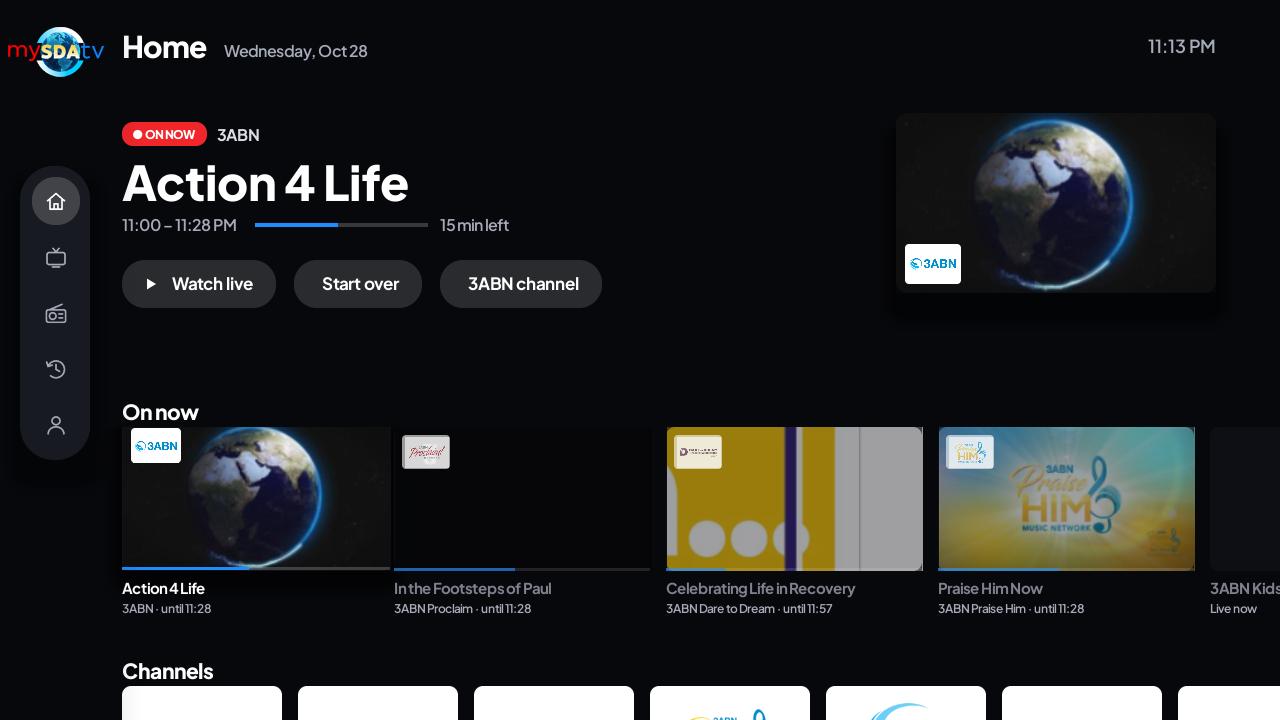 mySDAtv
Home
Wednesday, Oct 28
11:13 PM
ON NOW
3ABN
Action 4 Life
11:00 – 11:28 PM
15 min left
Watch live
Start over
3ABN channel
3ABN
On now
3ABN
Proclaim!
3ABN
Praise
HIM
MUSIC NETWORK
Action 4 Life
3ABN · until 11:28
In the Footsteps of Paul
3ABN Proclaim · until 11:28
Celebrating Life in Recovery
3ABN Dare to Dream · until 11:57
Praise Him Now
3ABN Praise Him · until 11:28
3ABN Kids
Live now
Channels
3ABN